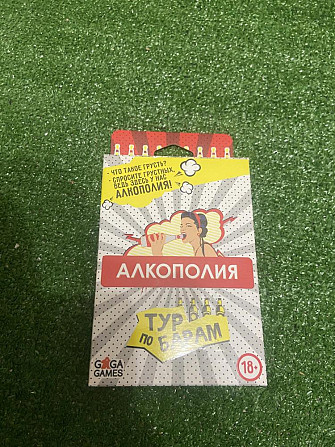 - ЧТО ТАКОЕ ГРУСТЬ?
- СПРОСИТЕ ГРУСТНЫХ,
ВЕДЬ ЗДЕСЬ У НАС
АЛКОПОЛИЯ!
АЛКОПОЛИЯ
ТУР
ПО БАРАМ
GAGA
GAMES
18+